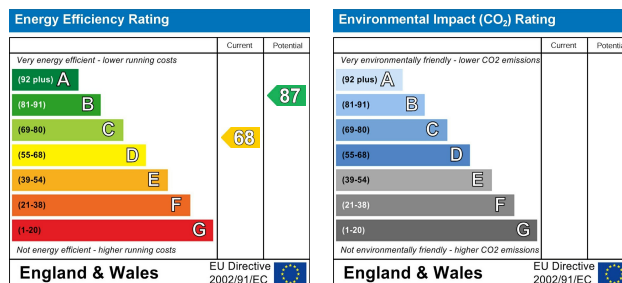 Energy Efficiency Rating
Current Potential
Very energy efficient - lower running costs
(92 plus) A
(81-91) B
87
(69-80) C
68
(55-68) D
(39-54) E
(21-38) F
(1-20) G
Not energy efficient - higher running costs
England & Wales
EU Directive
2002/91/EC
Environmental Impact (CO₂) Rating
Current Potentia
Very environmentally friendly - lower CO2 emissions
(92 plus) A
(81-91) B
(69-80) C
(55-68) D
(39-54) E
(21-38) F
(1-20) G
Not environmentally friendly - higher CO2 emissions
England & Wales
EU Directive
2002/91/EC